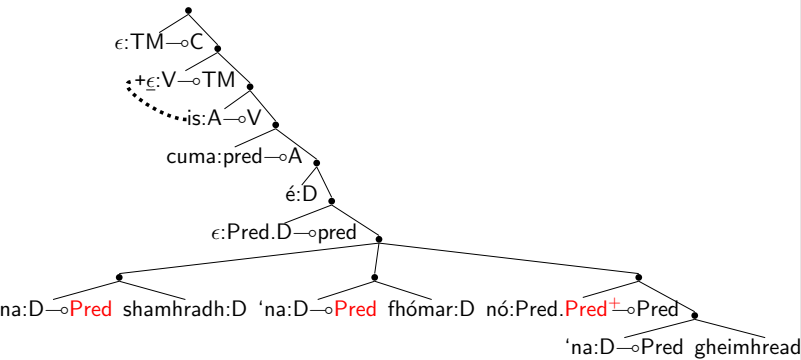 ϵ:TM⊸C
+ϵ:V⊸TM
is:A⊸V
cuma:pred⊸A
é:D
ϵ:Pred.D⊸pred
na:D⊸Pred shamhradh:D ‘na:D⊸Pred fhómar:D nó:Pred.Pred⁺⊸Pred
‘na:D⊸Pred gheimhread